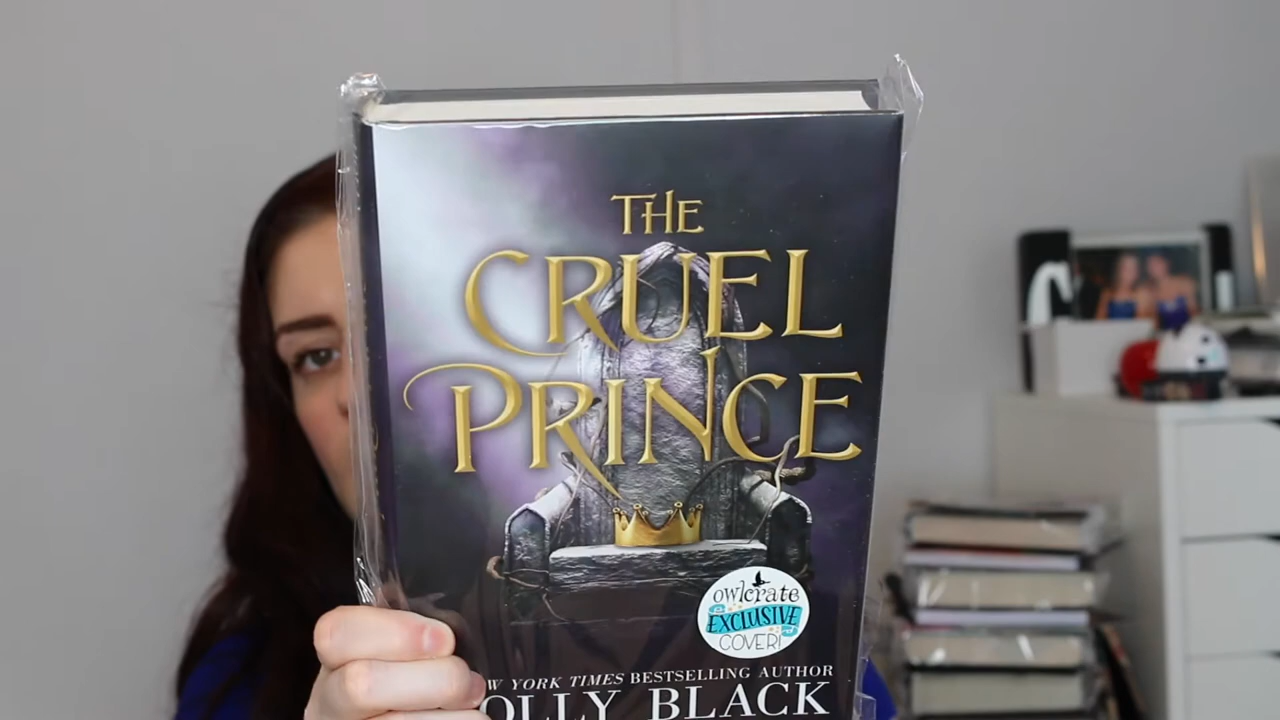 THE
CRUEL
PRINCE
owlcrate
EXCLUSIVE
COVER!
W YORK TIMES BESTSELLING AUTHOR
OLLY BLACK